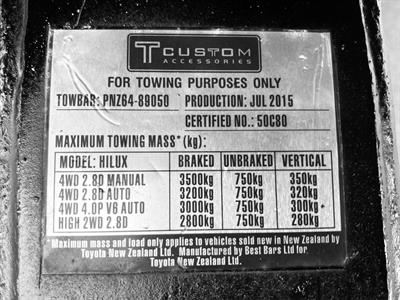 T CUSTOM
ACCESSORIES
FOR TOWING PURPOSES ONLY
TOWBAR: PNZ64-89050 PRODUCTION: JUL 2015
CERTIFIED NO.: 50C80
MAXIMUM TOWING MASS* (kg):
MODEL: HILUX BRAKED UNBRAKED VERTICAL
4WD 2.8D MANUAL 3500kg 750kg 350kg
4WD 2.8D AUTO 3200kg 750kg 320kg
4WD 4.0P V6 AUTO 3000kg 750kg 300kg
HIGH 2WD 2.8D 2800kg 750kg 280kg
*Maximum mass and load only applies to vehicles sold new in New Zealand by
Toyota New Zealand Ltd. Manufactured by Best Bars Ltd for
Toyota New Zealand Ltd.